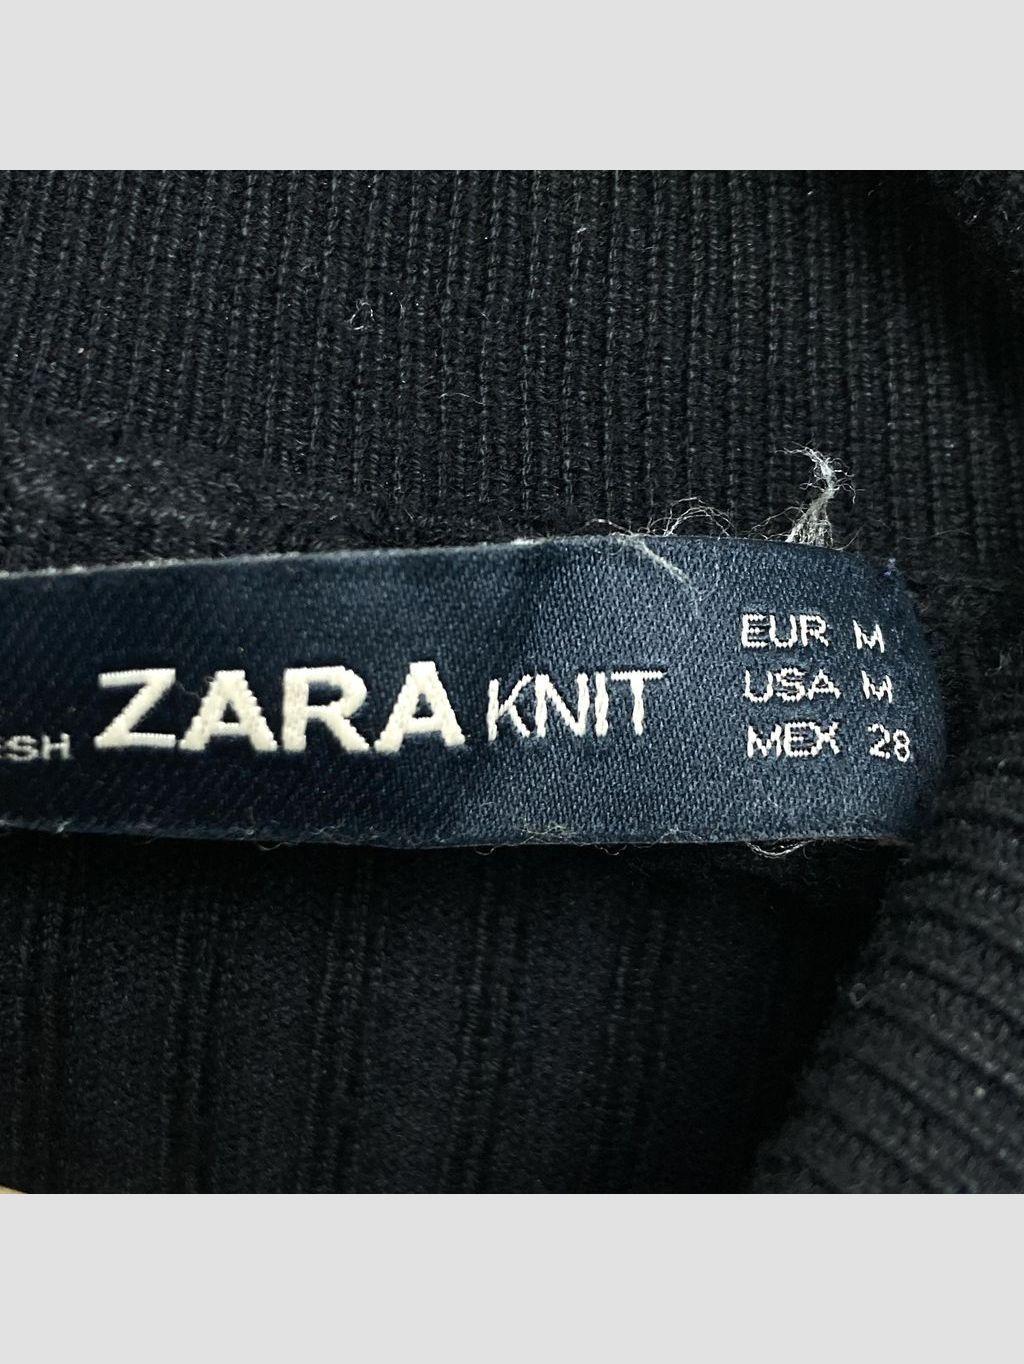 ZARA KNIT
EUR M
USA M
MEX 28